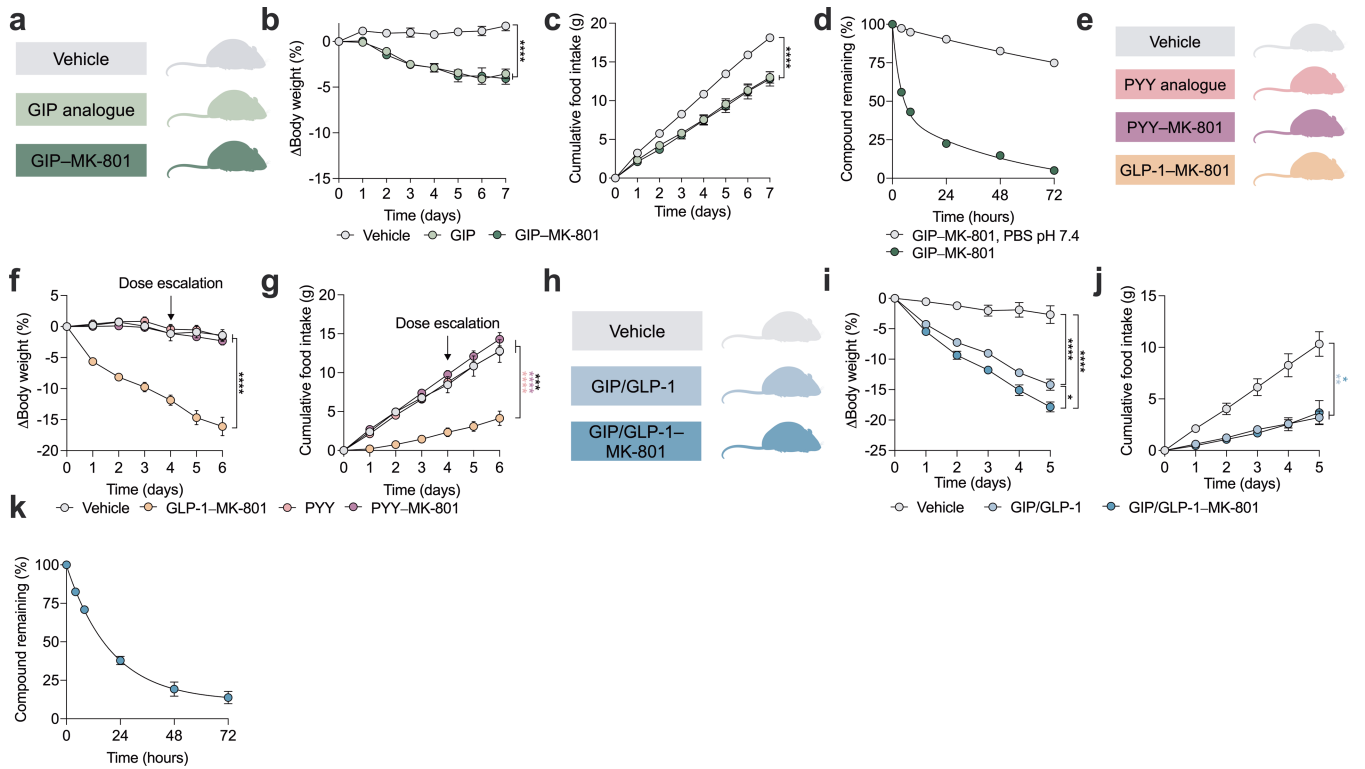 a
Vehicle
GIP analogue
GIP–MK-801
b
ΔBody weight (%)
0
-5
-10
-15
0 1 2 3 4 5 6 7
Time (days)
****
c
Cumulative food intake (g)
20
15
10
5
0
0 1 2 3 4 5 6 7
Time (days)
****
Vehicle GIP GIP–MK-801
d
Compound remaining (%)
100
75
50
25
0
0 24 48 72
Time (hours)
GIP–MK-801, PBS pH 7.4
GIP–MK-801
e
Vehicle
PYY analogue
PYY–MK-801
GLP-1–MK-801
f
Dose escalation
ΔBody weight (%)
5
0
-5
-10
-15
-20
0 1 2 3 4 5 6
Time (days)
****
g
Dose escalation
Cumulative food intake (g)
20
15
10
5
0
0 1 2 3 4 5 6
Time (days)
****
****
***
Vehicle GLP-1–MK-801 PYY PYY–MK-801
h
Vehicle
GIP/GLP-1
GIP/GLP-1–
MK-801
i
ΔBody weight (%)
0
-5
-10
-15
-20
-25
0 1 2 3 4 5
Time (days)
****
****
*
j
Cumulative food intake (g)
15
10
5
0
0 1 2 3 4 5
Time (days)
**
*
Vehicle GIP/GLP-1 GIP/GLP-1–MK-801
k
Compound remaining (%)
100
75
50
25
0
0 24 48 72
Time (hours)